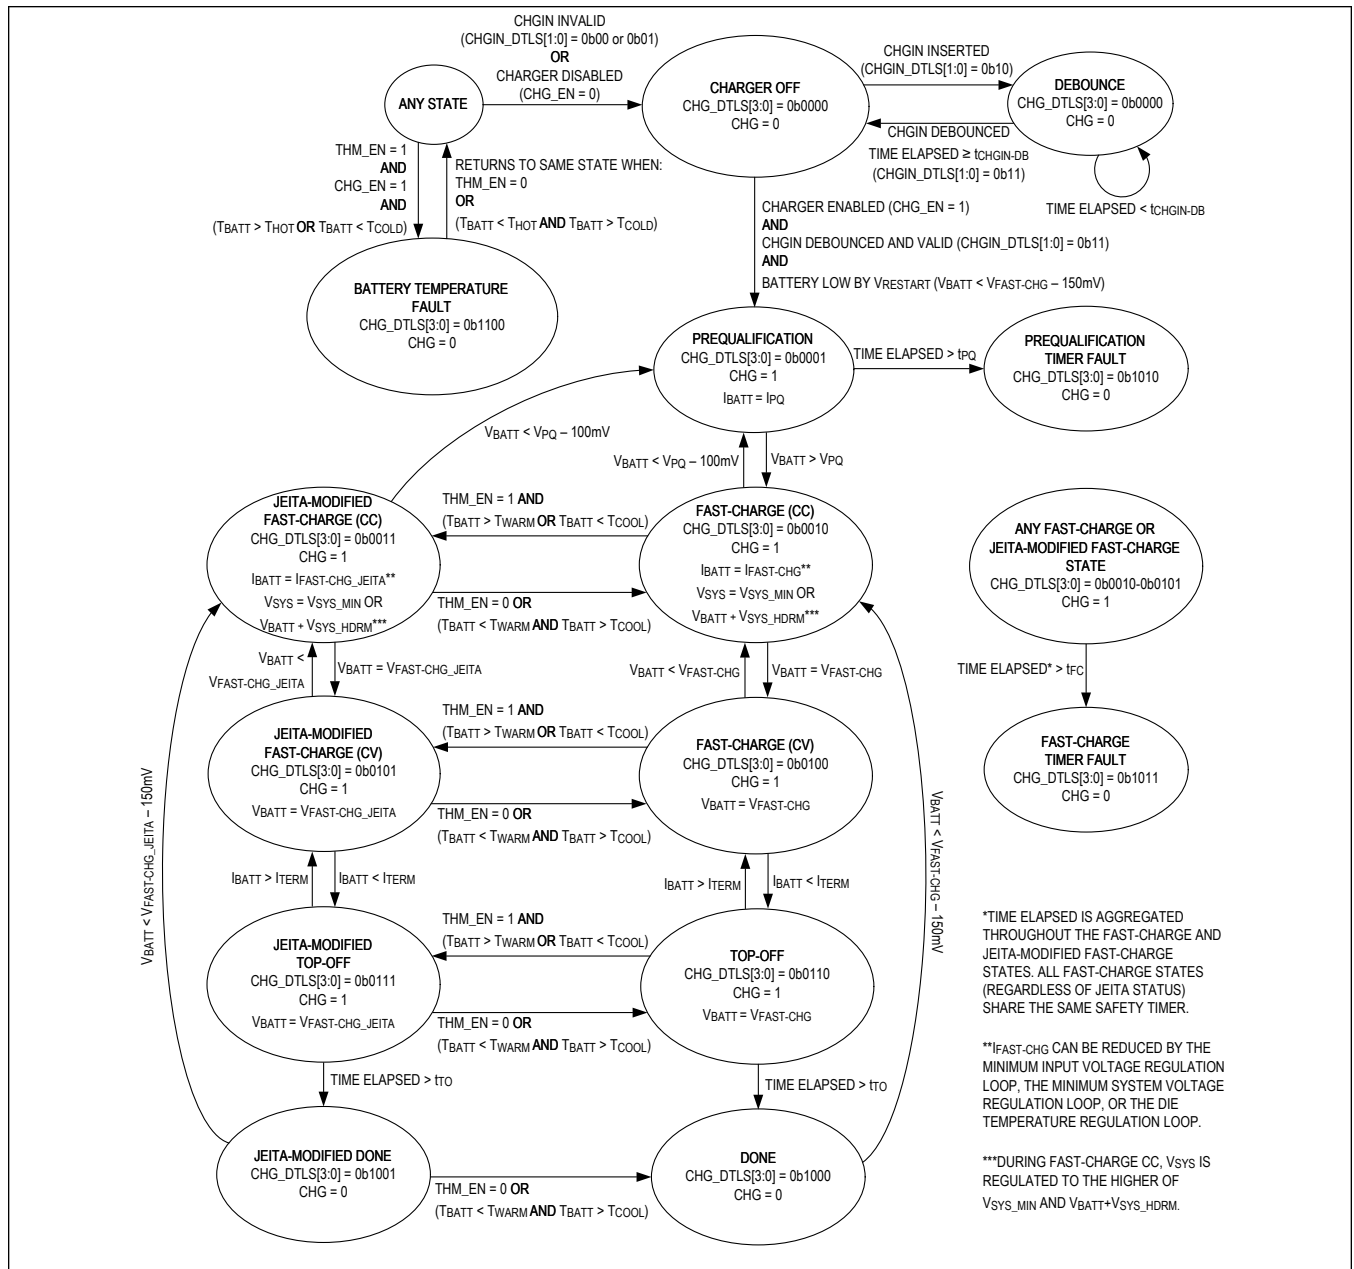 CHGIN INVALID
(CHGIN_DTLS[1:0] = 0b00 or 0b01)
OR
CHARGER DISABLED
(CHG_EN = 0)
ANY STATE
CHARGER OFF
CHG_DTLS[3:0] = 0b0000
CHG = 0
CHGIN INSERTED
(CHGIN_DTLS[1:0] = 0b10)
DEBOUNCE
CHG_DTLS[3:0] = 0b0000
CHG = 0
CHGIN DEBOUNCED
TIME ELAPSED ≥ tCHGIN-DB
(CHGIN_DTLS[1:0] = 0b11)
TIME ELAPSED < tCHGIN-DB
THM_EN = 1
AND
CHG_EN = 1
AND
(TBATT > THOT OR TBATT < TCOLD)
RETURNS TO SAME STATE WHEN:
THM_EN = 0
OR
(TBATT < THOT AND TBATT > TCOLD)
BATTERY TEMPERATURE
FAULT
CHG_DTLS[3:0] = 0b1100
CHG = 0
CHARGER ENABLED (CHG_EN = 1)
AND
CHGIN DEBOUNCED AND VALID (CHGIN_DTLS[1:0] = 0b11)
AND
BATTERY LOW BY VRESTART (VBATT < VFAST-CHG – 150mV)
PREQUALIFICATION
CHG_DTLS[3:0] = 0b0001
CHG = 1
IBATT = IPQ
TIME ELAPSED > tPQ
PREQUALIFICATION
TIMER FAULT
CHG_DTLS[3:0] = 0b1010
CHG = 0
VBATT < VPQ – 100mV
VBATT < VPQ – 100mV
VBATT > VPQ
JEITA-MODIFIED
FAST-CHARGE (CC)
CHG_DTLS[3:0] = 0b0011
CHG = 1
IBATT = IFAST-CHG_JEITA**
VSYS = VSYS_MIN OR
VBATT + VSYS_HDRM***
THM_EN = 1 AND
(TBATT > TWARM OR TBATT < TCOOL)
THM_EN = 0 OR
(TBATT < TWARM AND TBATT > TCOOL)
FAST-CHARGE (CC)
CHG_DTLS[3:0] = 0b0010
CHG = 1
IBATT = IFAST-CHG**
VSYS = VSYS_MIN OR
VBATT + VSYS_HDRM***
ANY FAST-CHARGE OR
JEITA-MODIFIED FAST-CHARGE
STATE
CHG_DTLS[3:0] = 0b0010-0b0101
CHG = 1
TIME ELAPSED* > tFC
FAST-CHARGE
TIMER FAULT
CHG_DTLS[3:0] = 0b1011
CHG = 0
VBATT <
VFAST-CHG_JEITA
VBATT = VFAST-CHG_JEITA
VBATT < VFAST-CHG
VBATT = VFAST-CHG
JEITA-MODIFIED
FAST-CHARGE (CV)
CHG_DTLS[3:0] = 0b0101
CHG = 1
VBATT = VFAST-CHG_JEITA
THM_EN = 1 AND
(TBATT > TWARM OR TBATT < TCOOL)
THM_EN = 0 OR
(TBATT < TWARM AND TBATT > TCOOL)
FAST-CHARGE (CV)
CHG_DTLS[3:0] = 0b0100
CHG = 1
VBATT = VFAST-CHG
VBATT < VFAST-CHG_JEITA – 150mV
VBATT < VFAST-CHG – 150mV
IBATT > ITERM
IBATT < ITERM
IBATT > ITERM
IBATT < ITERM
JEITA-MODIFIED
TOP-OFF
CHG_DTLS[3:0] = 0b0111
CHG = 1
VBATT = VFAST-CHG_JEITA
THM_EN = 1 AND
(TBATT > TWARM OR TBATT < TCOOL)
THM_EN = 0 OR
(TBATT < TWARM AND TBATT > TCOOL)
TOP-OFF
CHG_DTLS[3:0] = 0b0110
CHG = 1
VBATT = VFAST-CHG
TIME ELAPSED > tTO
TIME ELAPSED > tTO
JEITA-MODIFIED DONE
CHG_DTLS[3:0] = 0b1001
CHG = 0
THM_EN = 0 OR
(TBATT < TWARM AND TBATT > TCOOL)
DONE
CHG_DTLS[3:0] = 0b1000
CHG = 0
*TIME ELAPSED IS AGGREGATED
THROUGHOUT THE FAST-CHARGE AND
JEITA-MODIFIED FAST-CHARGE
STATES. ALL FAST-CHARGE STATES
(REGARDLESS OF JEITA STATUS)
SHARE THE SAME SAFETY TIMER.
**IFAST-CHG CAN BE REDUCED BY THE
MINIMUM INPUT VOLTAGE REGULATION
LOOP, THE MINIMUM SYSTEM VOLTAGE
REGULATION LOOP, OR THE DIE
TEMPERATURE REGULATION LOOP.
***DURING FAST-CHARGE CC, VSYS IS
REGULATED TO THE HIGHER OF
VSYS_MIN AND VBATT+VSYS_HDRM.